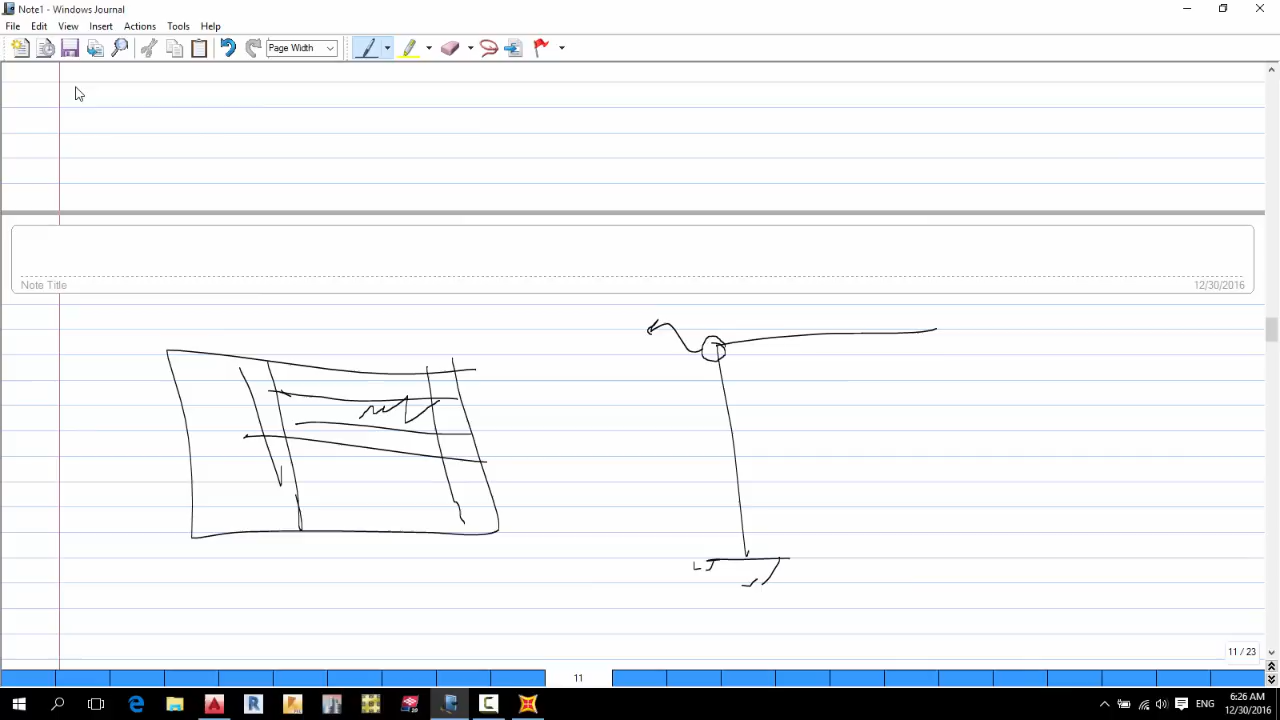 Note1 - Windows Journal
File Edit View Insert Actions Tools Help
Page Width
Note Title
12/30/2016
11 / 23
11
6:26 AM
ENG
12/30/2016